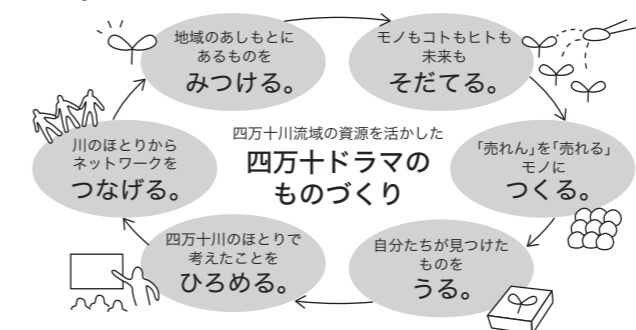 地域のあしもとに
あるものを
みつける。
モノもコトもヒトも
未来も
そだてる。
「売れん」を「売れる」
モノに
つくる。
自分たちが見つけた
ものを
うる。
四万十川のほとりで
考えたことを
ひろめる。
川のほとりから
ネットワークを
つなげる。
四万十川流域の資源を活かした
四万十ドラマの
ものづくり